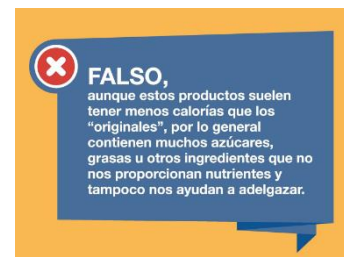 FALSO,
aunque estos productos suelen
tener menos calorías que los
“originales”, por lo general
contienen muchos azúcares,
grasas u otros ingredientes que no
nos proporcionan nutrientes y
tampoco nos ayudan a adelgazar.